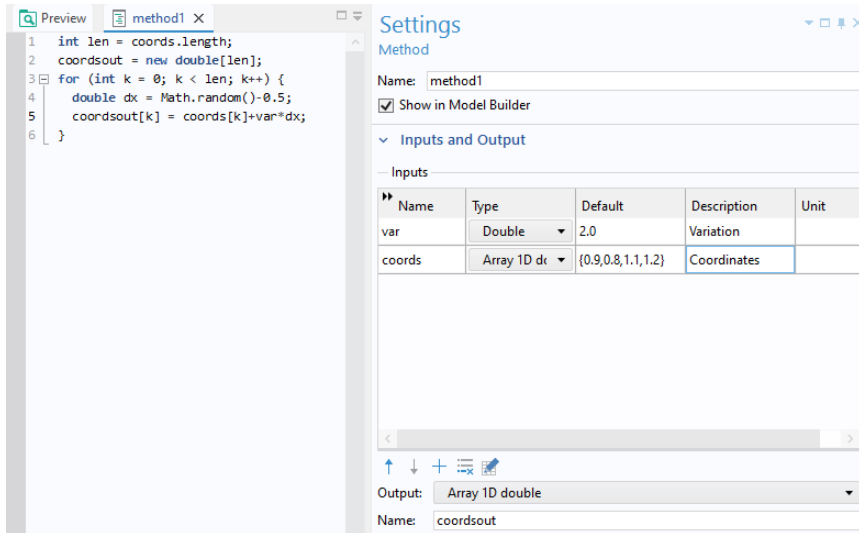 Preview method1
1 int len = coords.length;
2 coordsout = new double[len];
3 for (int k = 0; k < len; k++) {
4 double dx = Math.random()-0.5;
5 coordsout[k] = coords[k]+var*dx;
6 }
Settings
Method
Name: method1
Show in Model Builder
Inputs and Output
Inputs
Name Type Default Description Unit
var Double 2.0 Variation
coords Array 1D dc {0.9,0.8,1.1,1.2} Coordinates
Output: Array 1D double
Name: coordsout